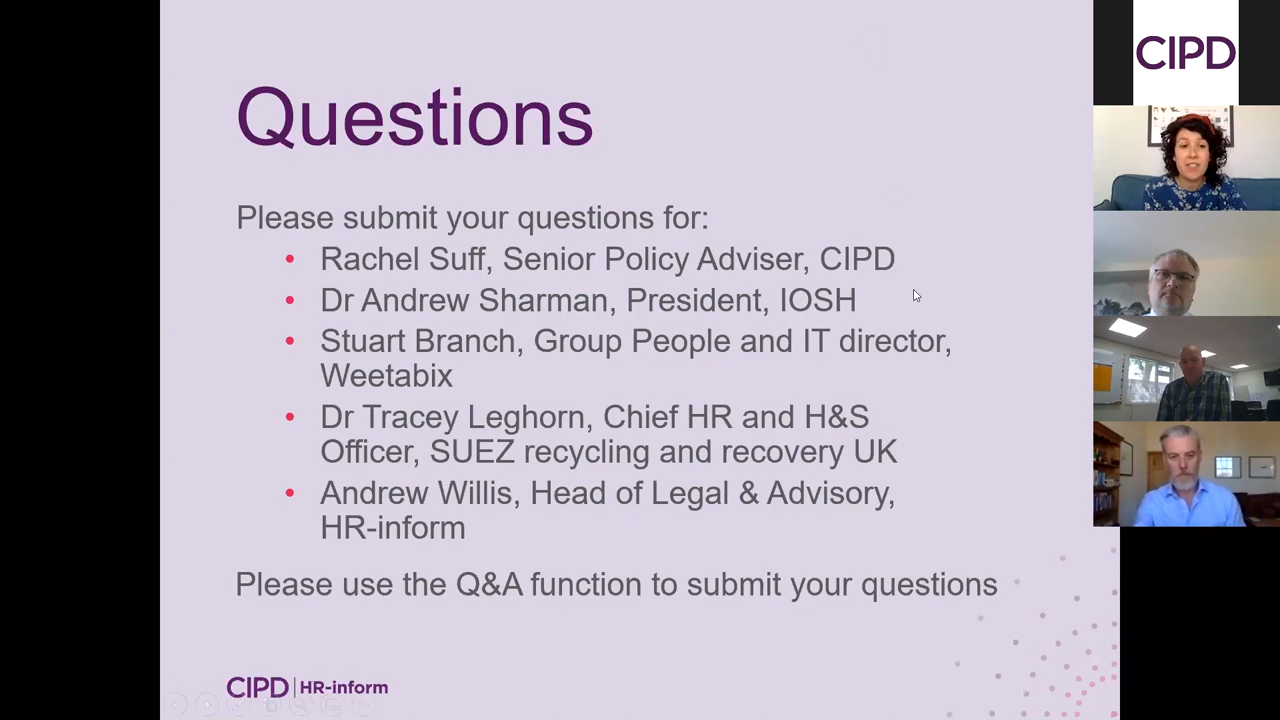 Questions
Please submit your questions for:
• Rachel Suff, Senior Policy Adviser, CIPD
• Dr Andrew Sharman, President, IOSH
• Stuart Branch, Group People and IT director,
Weetabix
• Dr Tracey Leghorn, Chief HR and H&S
Officer, SUEZ recycling and recovery UK
• Andrew Willis, Head of Legal & Advisory,
HR-inform
Please use the Q&A function to submit your questions
CIPD | HR-inform
CIPD